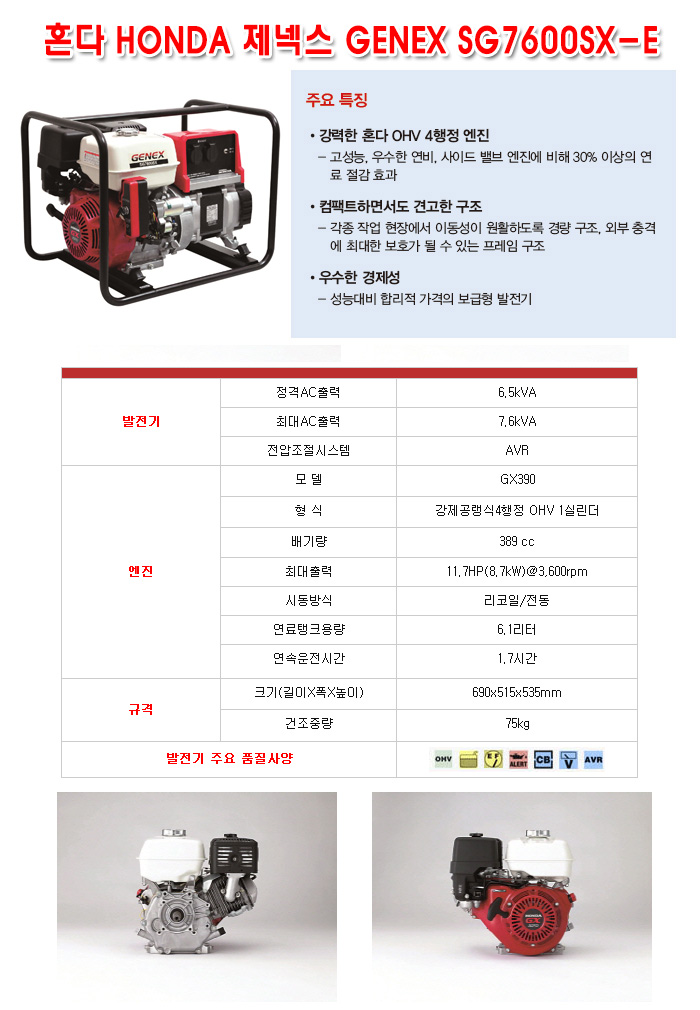 혼다 HONDA 제넥스 GENEX SG7600SX-E
GENEX
주요 특징
• 강력한 혼다 OHV 4행정 엔진
– 고성능, 우수한 연비, 사이드 밸브 엔진에 비해 30% 이상의 연
료 절감 효과
• 컴팩트하면서도 견고한 구조
– 각종 작업 현장에서 이동성이 원활하도록 경량 구조, 외부 충격
에 최대한 보호가 될 수 있는 프레임 구조
• 우수한 경제성
– 성능대비 합리적 가격의 보급형 발전기
발전기
정격AC출력 6.5kVA
최대AC출력 7.6kVA
전압조절시스템 AVR
엔진
모 델 GX390
형 식 강제공랭식4행정 OHV 1실린더
배기량 389 cc
최대출력 11.7HP(8.7kW)@3,600rpm
시동방식 리코일/전동
연료탱크용량 6.1리터
연속운전시간 1.7시간
규격
크기(길이X폭X높이) 690x515x535mm
건조중량 75kg
발전기 주요 품질사양 OHV EF ALERT CB V AVR
HONDA
GX